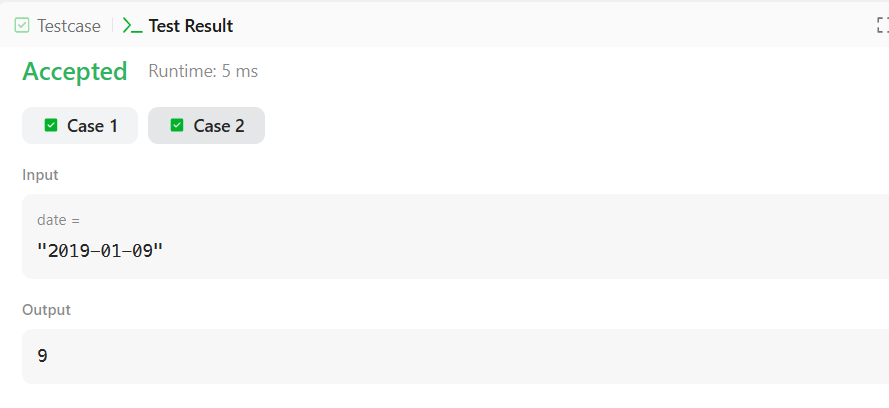 Testcase Test Result
Accepted Runtime: 5 ms
Case 1 Case 2
Input
date =
"2019-01-09"
Output
9